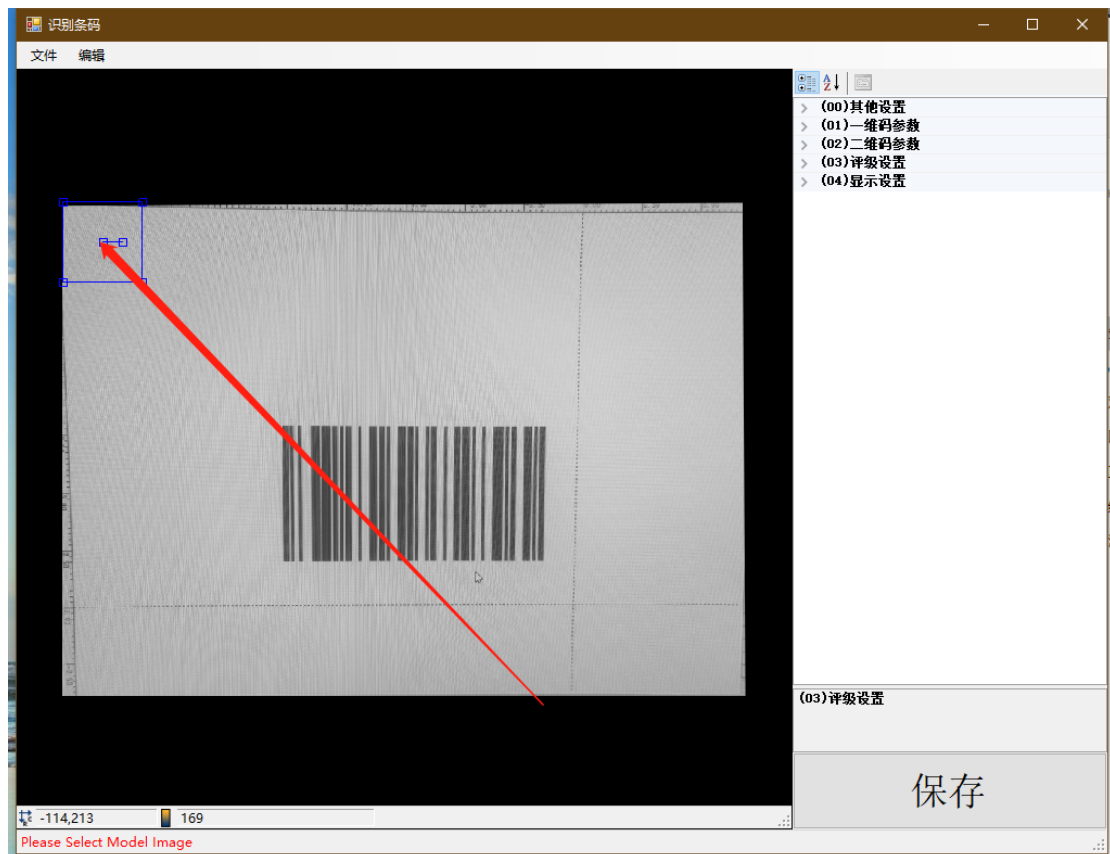 识别条码
文件 编辑
(00)其他设置
(01)一维码参数
(02)二维码参数
(03)评级设置
(04)显示设置
(03)评级设置
保存
-114,213 169
Please Select Model Image